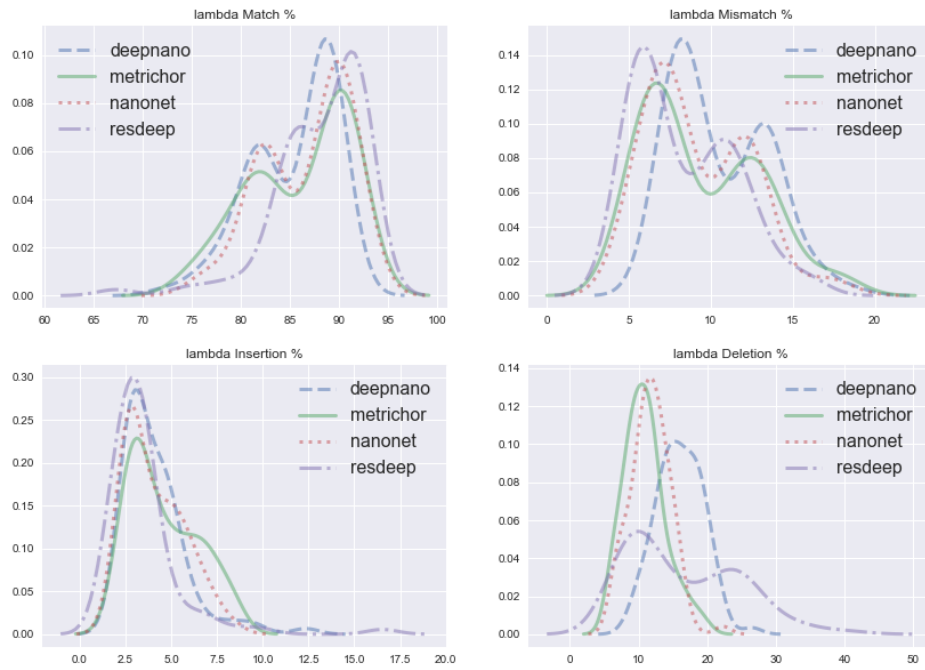 lambda Match %
0.10
0.08
0.06
0.04
0.02
0.00
deepnano
metrichor
nanonet
resdeep
60 65 70 75 80 85 90 95 100
lambda Mismatch %
0.14
0.12
0.10
0.08
0.06
0.04
0.02
0.00
deepnano
metrichor
nanonet
resdeep
0 5 10 15 20
lambda Insertion %
0.30
0.25
0.20
0.15
0.10
0.05
0.00
deepnano
metrichor
nanonet
resdeep
0.0 2.5 5.0 7.5 10.0 12.5 15.0 17.5 20.0
lambda Deletion %
0.14
0.12
0.10
0.08
0.06
0.04
0.02
0.00
deepnano
metrichor
nanonet
resdeep
0 10 20 30 40 50